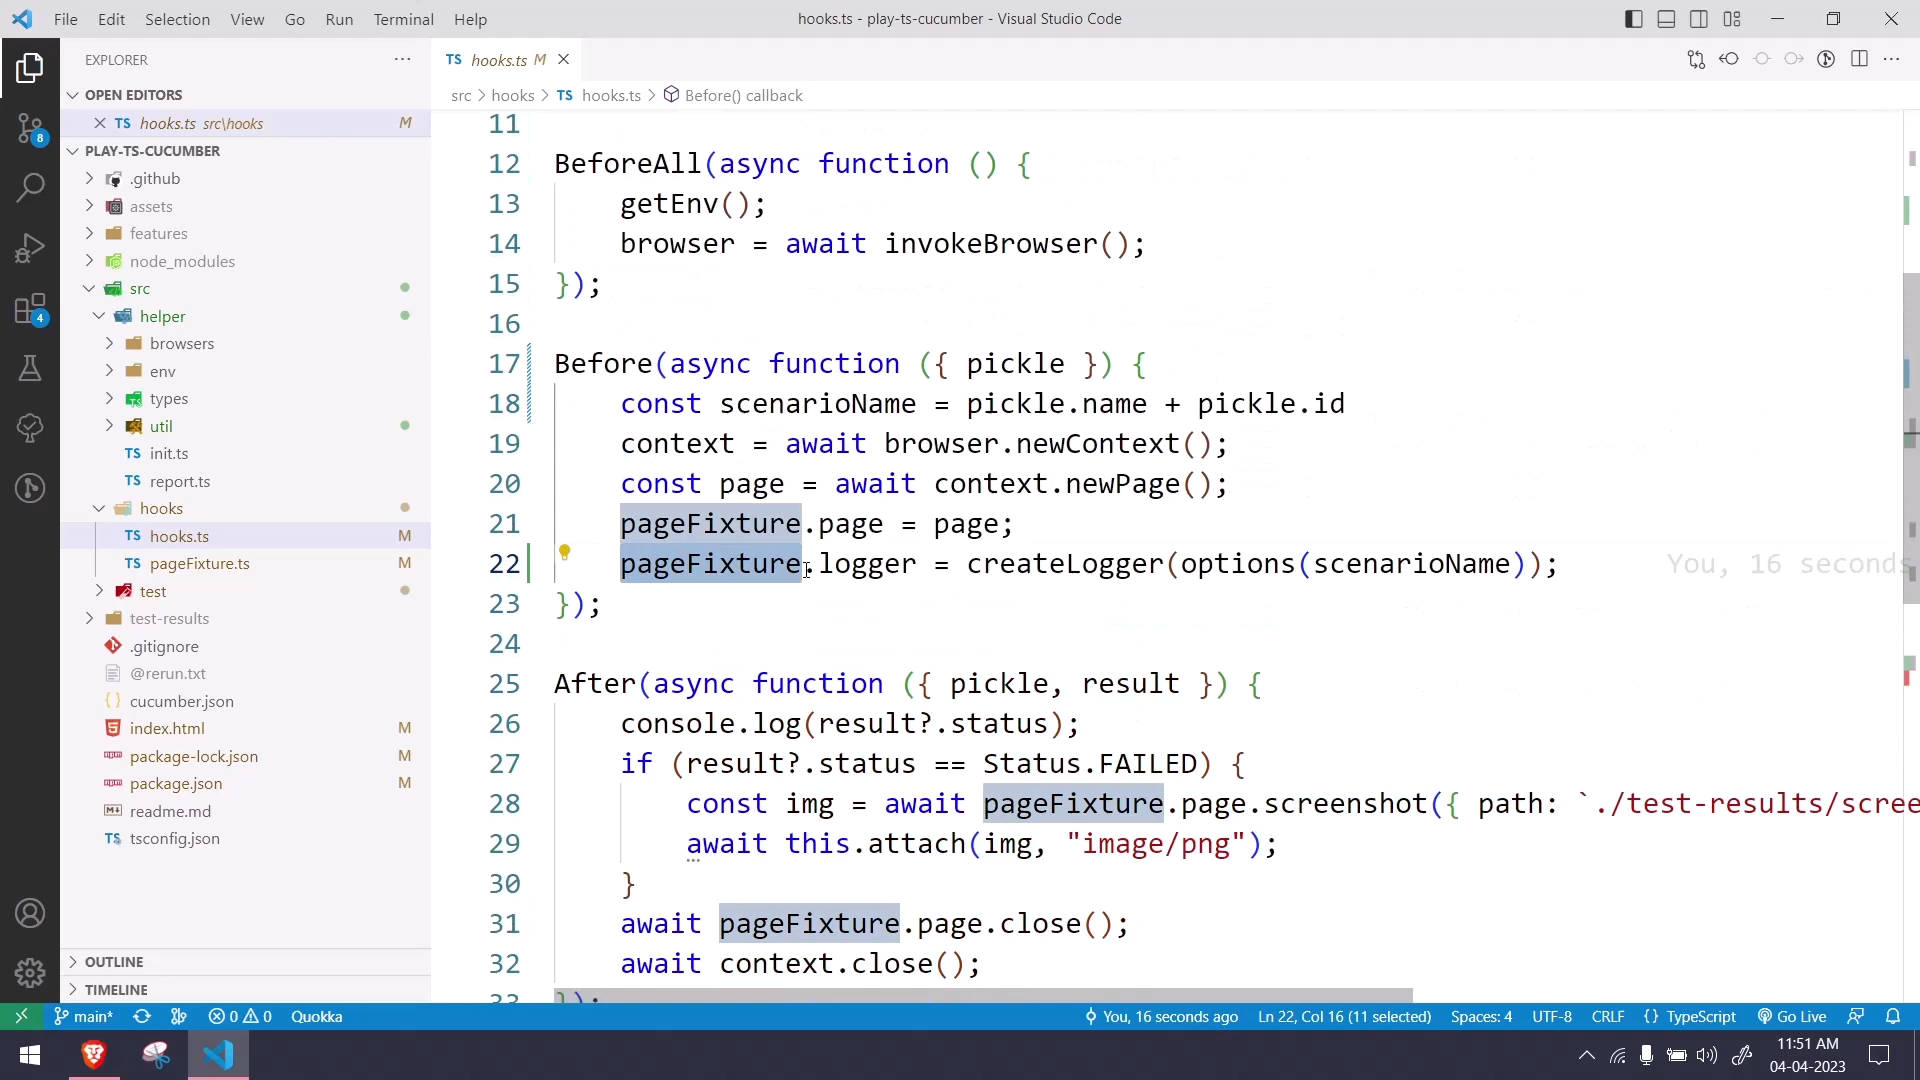 File Edit Selection View Go Run Terminal Help
hooks.ts - play-ts-cucumber - Visual Studio Code
EXPLORER
OPEN EDITORS
TS hooks.ts src\hooks M
PLAY-TS-CUCUMBER
.github
assets
features
node_modules
src
helper
browsers
env
types
util
TS init.ts
TS report.ts
hooks
TS hooks.ts M
TS pageFixture.ts M
test
test-results
.gitignore
@rerun.txt
cucumber.json
index.html M
package-lock.json M
package.json M
readme.md
TS tsconfig.json
OUTLINE
TIMELINE
8
4
TS hooks.ts M
src > hooks > TS hooks.ts > Before() callback
11
12 BeforeAll(async function () {
13 getEnv();
14 browser = await invokeBrowser();
15 });
16
17 Before(async function ({ pickle }) {
18 const scenarioName = pickle.name + pickle.id
19 context = await browser.newContext();
20 const page = await context.newPage();
21 pageFixture.page = page;
22 pageFixture.logger = createLogger(options(scenarioName)); You, 16 seconds
23 });
24
25 After(async function ({ pickle, result }) {
26 console.log(result?.status);
27 if (result?.status == Status.FAILED) {
28 const img = await pageFixture.page.screenshot({ path: `./test-results/scree
29 await this.attach(img, "image/png");
30 }
31 await pageFixture.page.close();
32 await context.close();
33 });
main* 0 0 Quokka You, 16 seconds ago Ln 22, Col 16 (11 selected) Spaces: 4 UTF-8 CRLF {} TypeScript Go Live
11:51 AM
04-04-2023